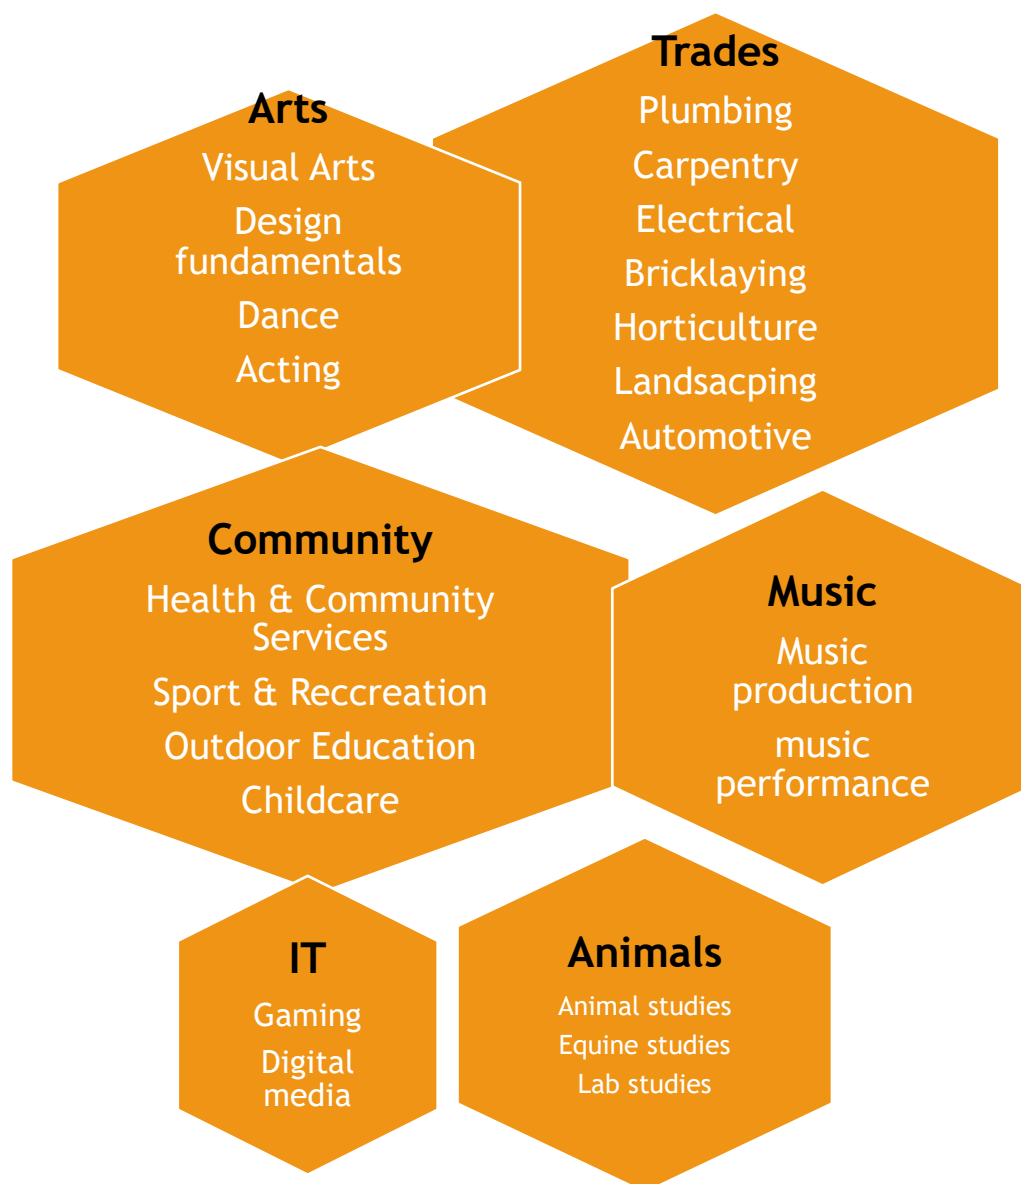 Arts
Visual Arts
Design
fundamentals
Dance
Acting
Trades
Plumbing
Carpentry
Electrical
Bricklaying
Horticulture
Landsacping
Automotive
Community
Health & Community
Services
Sport & Reccreation
Outdoor Education
Childcare
Music
Music
production
music
performance
IT
Gaming
Digital
media
Animals
Animal studies
Equine studies
Lab studies